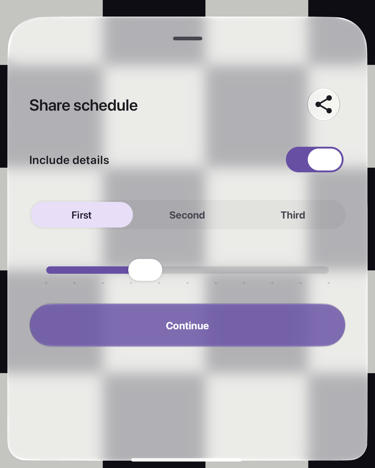 Share schedule
Include details
First Second Third
Continue